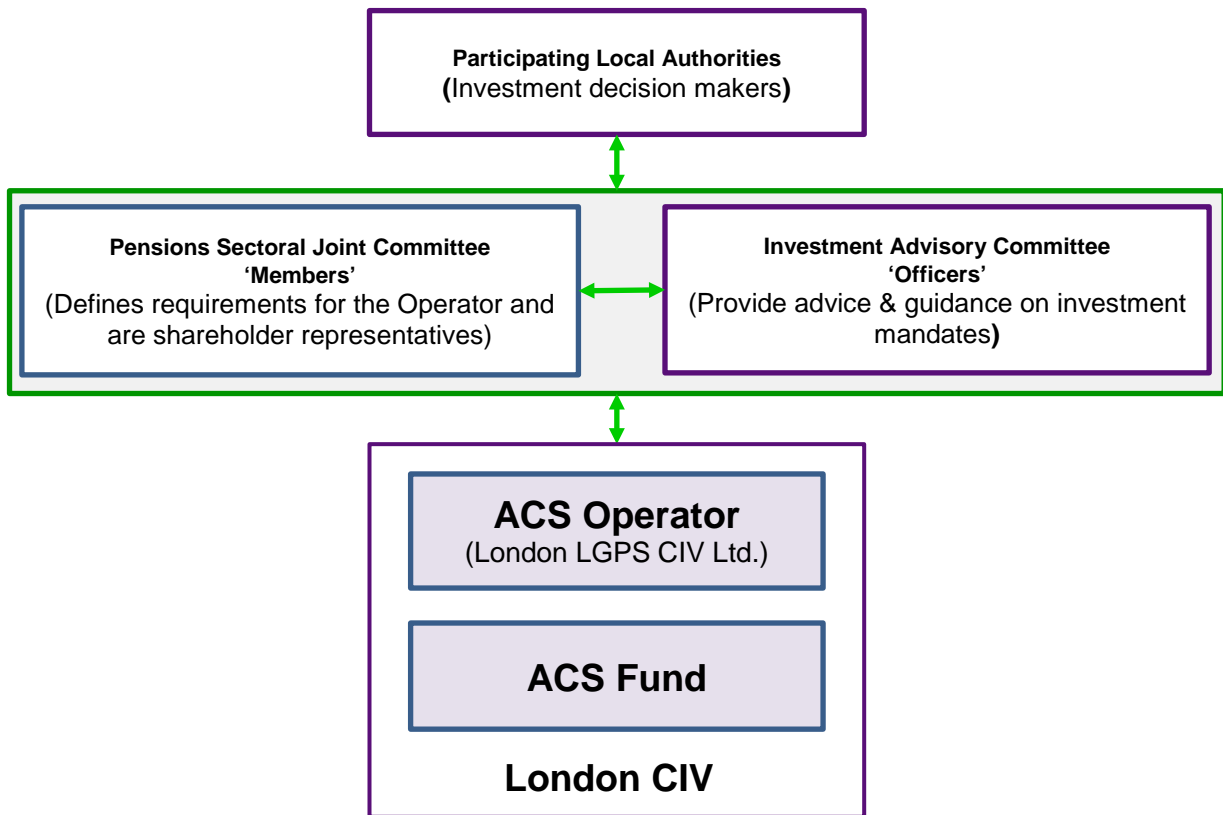 Participating Local Authorities
(Investment decision makers)
Pensions Sectoral Joint Committee
‘Members’
(Defines requirements for the Operator and
are shareholder representatives)
Investment Advisory Committee
‘Officers’
(Provide advice & guidance on investment
mandates)
ACS Operator
(London LGPS CIV Ltd.)
ACS Fund
London CIV